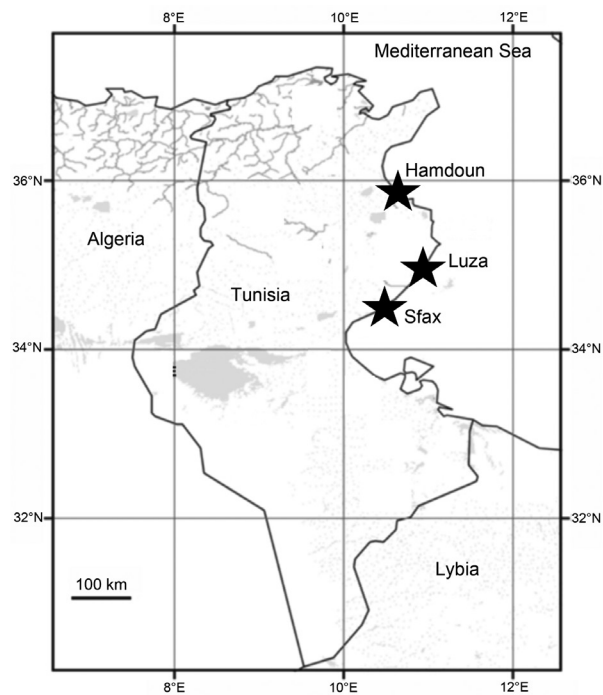 8°E
10°E
12°E
Mediterranean Sea
36°N
Hamdoun
36°N
Algeria
Luza
Tunisia
Sfax
34°N
34°N
32°N
32°N
Lybia
100 km
8°E
10°E
12°E